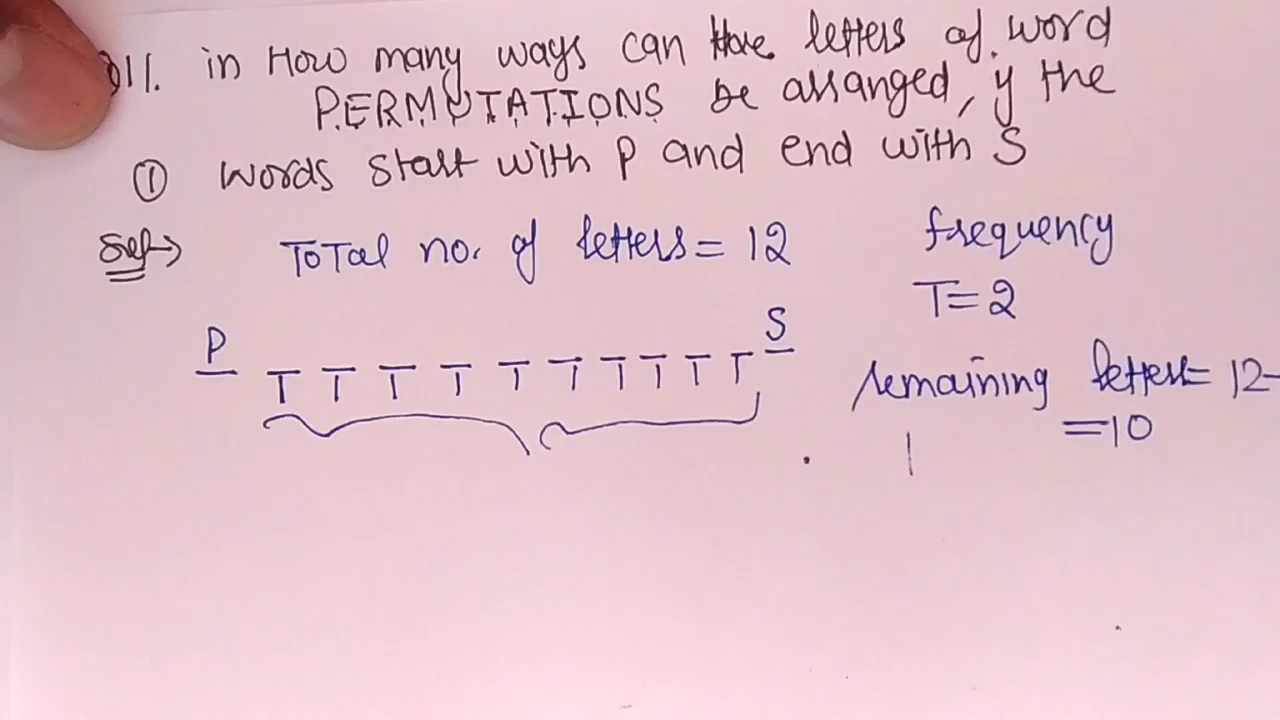 Q11. in How many ways can the letters of word
PERMUTATIONS be arranged, if the
① words start with P and end with S
Sol→ Total no. of letters = 12 frequency
T=2
P T T T T T T T T T T S
remaining letters= 12-
=10